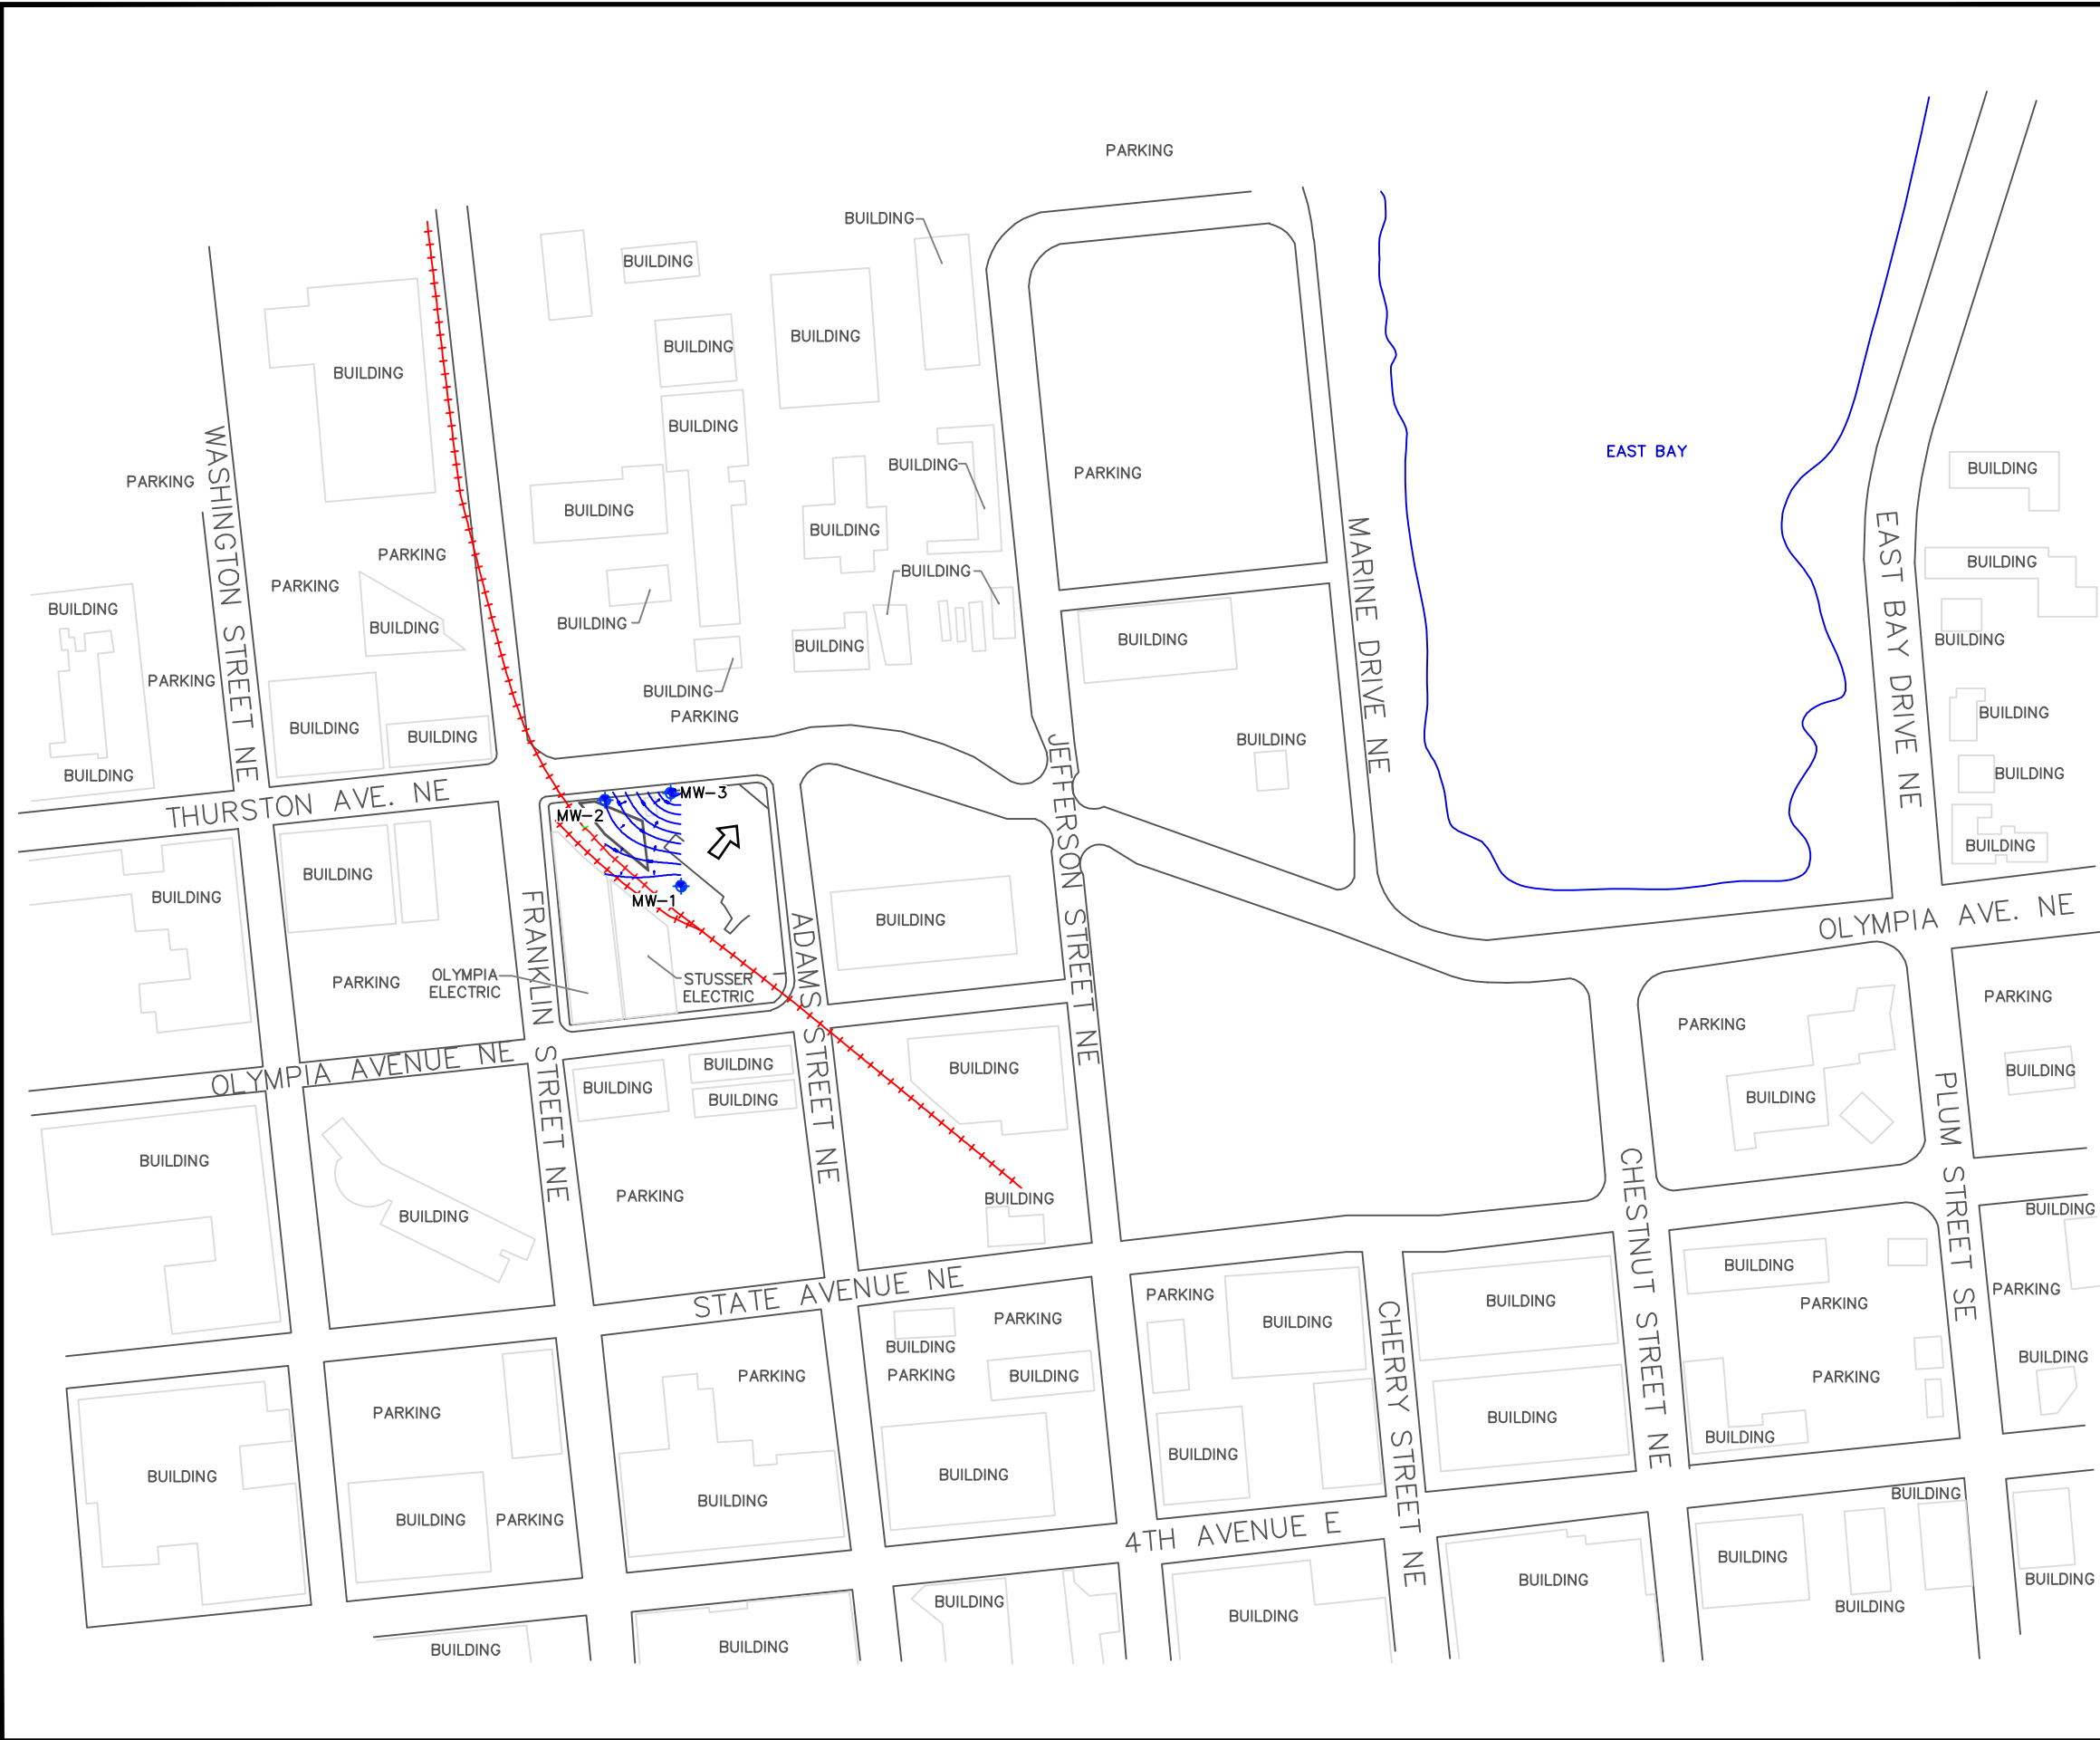 PARKING
BUILDING
BUILDING
BUILDING
BUILDING
BUILDING
BUILDING
BUILDING
EAST BAY
BUILDING
BUILDING
PARKING
PARKING
BUILDING
BUILDING
WASHINGTON STREET NE
MARINE DRIVE NE
EAST BAY DRIVE NE
PARKING
BUILDING
BUILDING
PARKING
BUILDING
BUILDING
BUILDING
BUILDING
BUILDING
BUILDING
BUILDING
PARKING
BUILDING
PARKING
BUILDING
BUILDING
BUILDING
BUILDING
JEFFERSON STREET NE
BUILDING
BUILDING
THURSTON AVE. NE
MW-3
MW-2
BUILDING
BUILDING
BUILDING
MW-1
FRANKLIN STREET NE
ADAMS STREET NE
BUILDING
OLYMPIA AVE. NE
PARKING
OLYMPIA
ELECTRIC
STUSSER
ELECTRIC
PARKING
PARKING
OLYMPIA AVENUE NE
BUILDING
BUILDING
BUILDING
BUILDING
BUILDING
BUILDING
PLUM STREET SE
BUILDING
CHESTNUT STREET NE
PARKING
BUILDING
BUILDING
BUILDING
STATE AVENUE NE
BUILDING
PARKING
PARKING
BUILDING
PARKING
BUILDING
PARKING
CHERRY STREET NE
BUILDING
BUILDING
PARKING
PARKING
BUILDING
PARKING
PARKING
BUILDING
BUILDING
BUILDING
BUILDING
BUILDING
BUILDING
BUILDING
BUILDING
PARKING
4TH AVENUE E
BUILDING
BUILDING
BUILDING
BUILDING
BUILDING
BUILDING
BUILDING
BUILDING
BUILDING